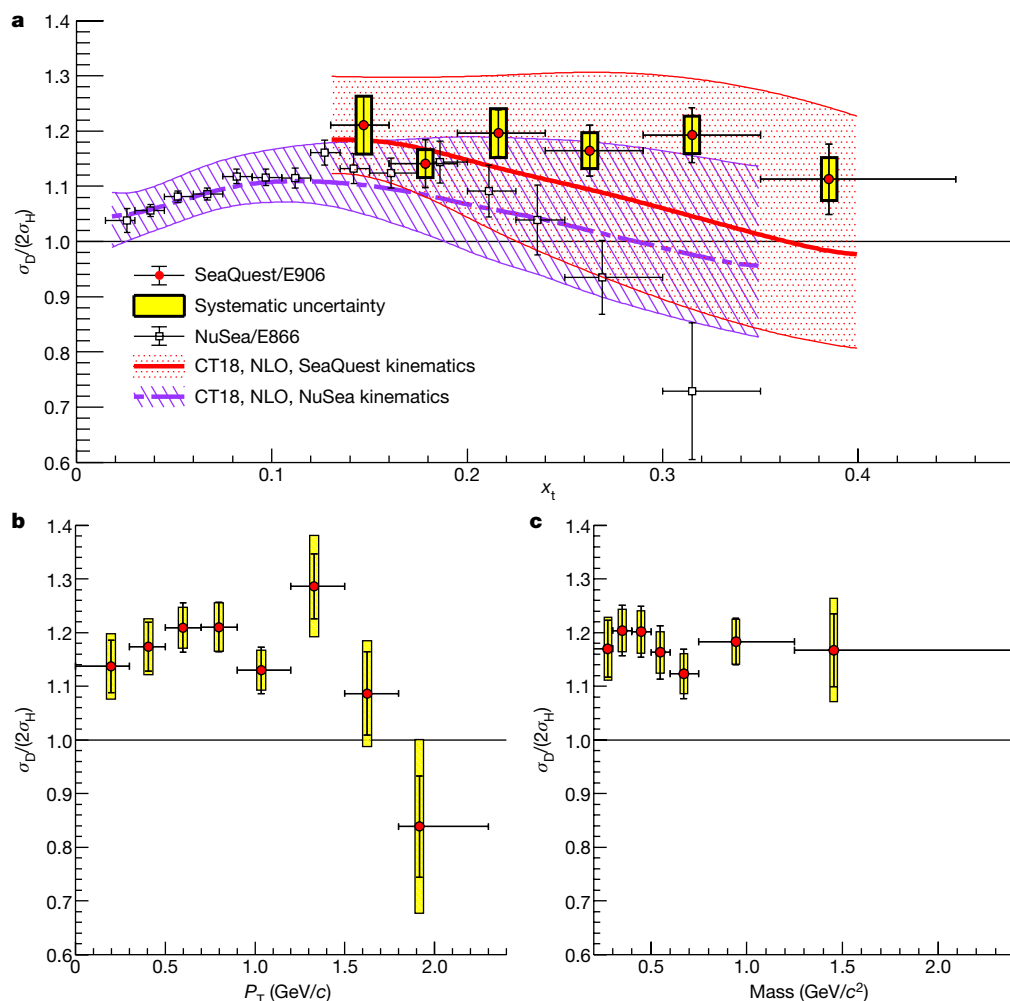 a
1.4
1.3
1.2
1.1
1.0
0.9
0.8
0.7
0.6
σD/(2σH)
SeaQuest/E906
Systematic uncertainty
NuSea/E866
CT18, NLO, SeaQuest kinematics
CT18, NLO, NuSea kinematics
0 0.1 0.2 0.3 0.4
xt
b
1.4
1.3
1.2
1.1
1.0
0.9
0.8
0.7
0.6
σD/(2σH)
0 0.5 1.0 1.5 2.0
PT (GeV/c)
c
1.4
1.3
1.2
1.1
1.0
0.9
0.8
0.7
0.6
σD/(2σH)
0.5 1.0 1.5 2.0
Mass (GeV/c²)